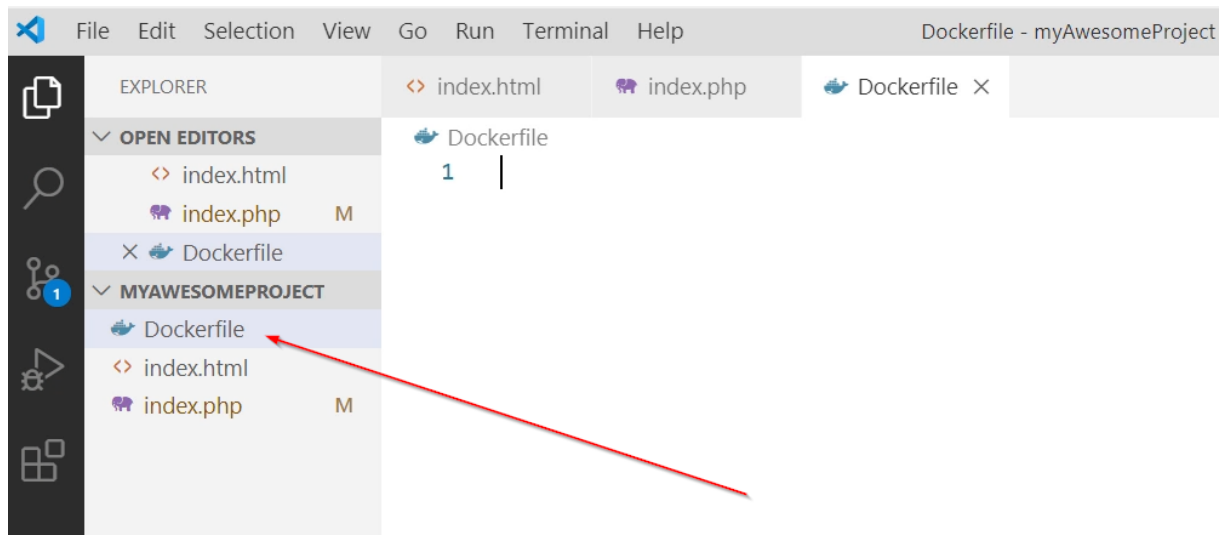 File Edit Selection View Go Run Terminal Help Dockerfile - myAwesomeProject
EXPLORER
index.html index.php Dockerfile
OPEN EDITORS
index.html
index.php M
Dockerfile
1
MYAWESOMEPROJECT
Dockerfile
index.html
index.php M
Dockerfile
1